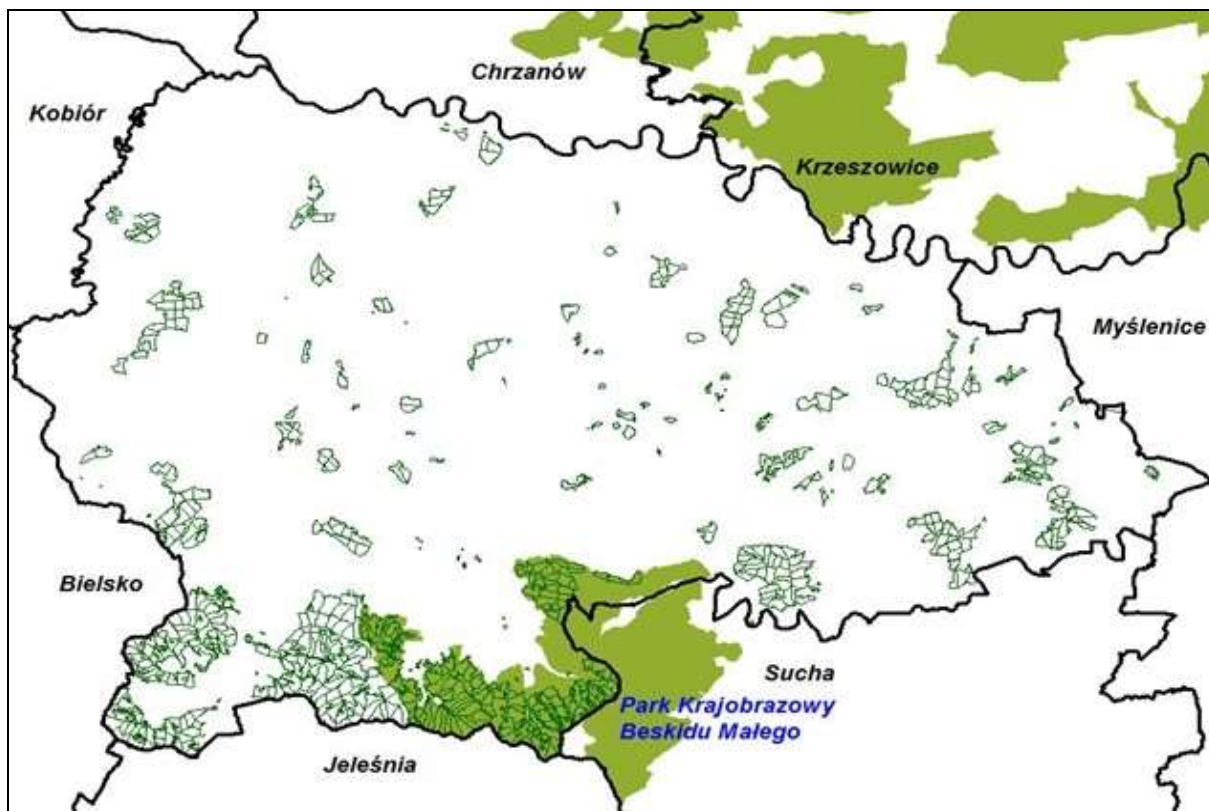 Chrzanów
Kobiór
Krzeszowice
Myślenice
Bielsko
Sucha
Park Krajobrazowy
Beskidu Małego
Jeleśnia